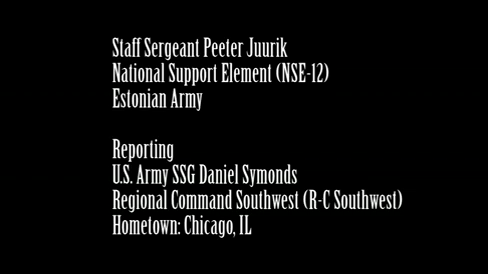 Staff Sergeant Peeter Juurik
National Support Element (NSE-12)
Estonian Army
Reporting
U.S. Army SSG Daniel Symonds
Regional Command Southwest (R-C Southwest)
Hometown: Chicago, IL